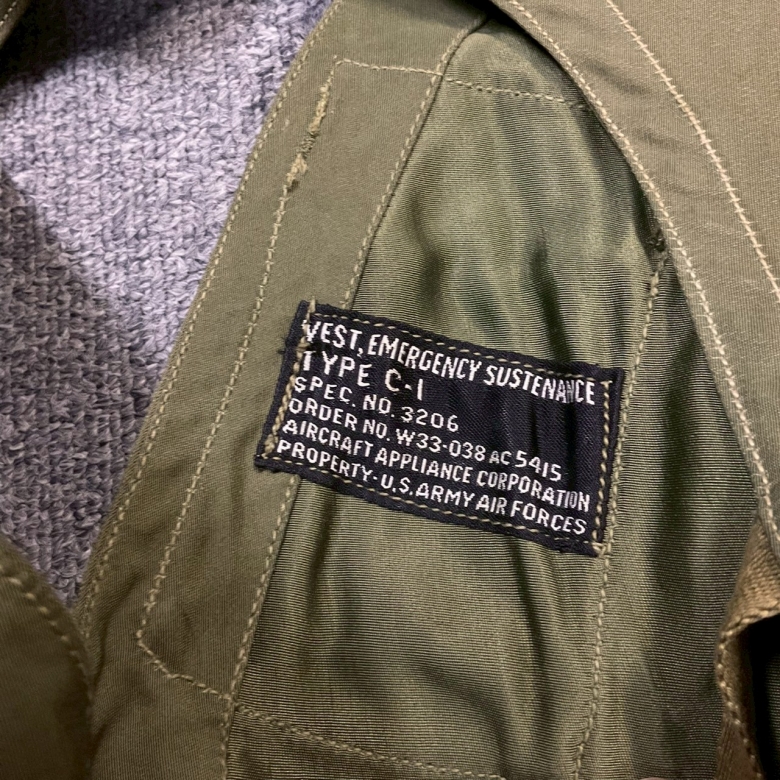 VEST, EMERGENCY SUSTENANCE
TYPE C-1
SPEC. NO. 3206
ORDER NO. W33-038 AC 5415
AIRCRAFT APPLIANCE CORPORATION
PROPERTY-U.S. ARMY AIR FORCES